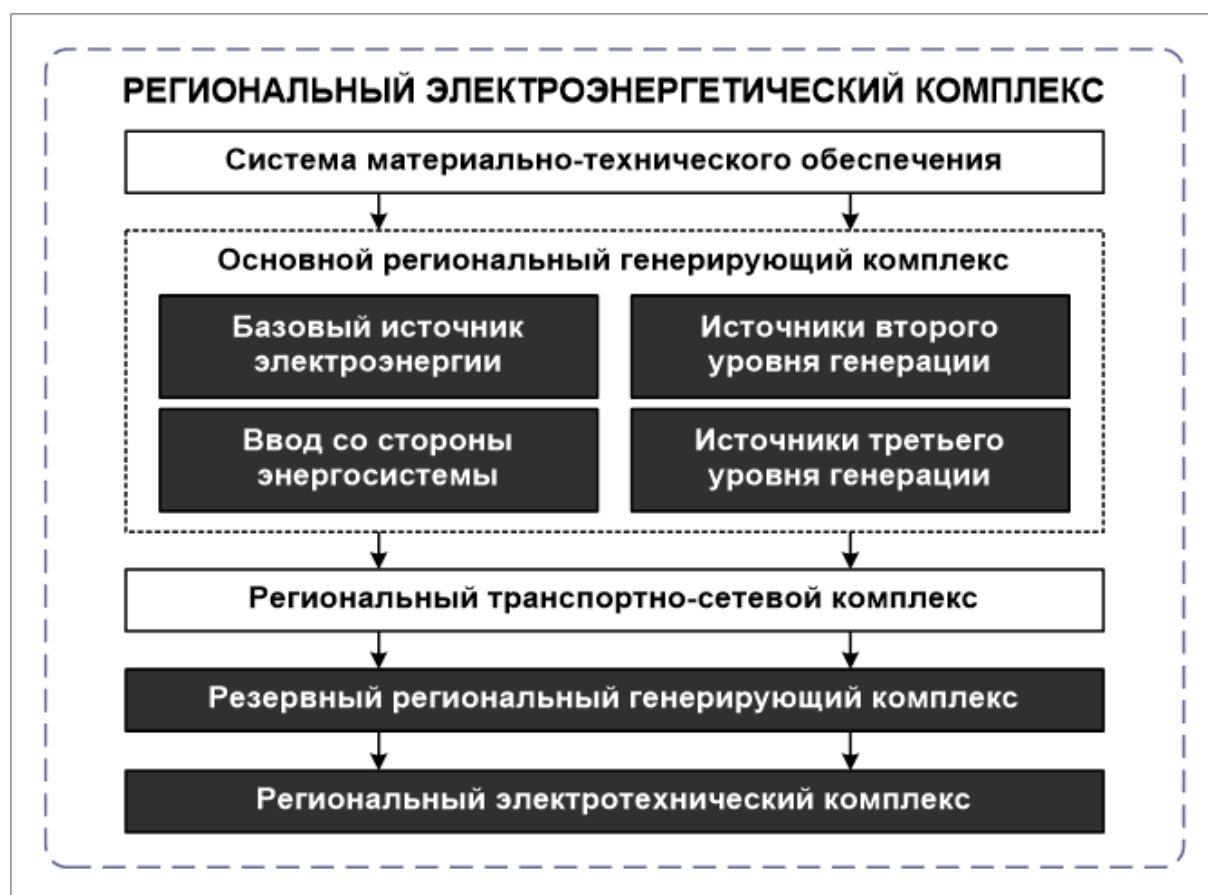 РЕГИОНАЛЬНЫЙ ЭЛЕКТРОЭНЕРГЕТИЧЕСКИЙ КОМПЛЕКС
Система материально-технического обеспечения
Основной региональный генерирующий комплекс
Базовый источник
электроэнергии
Источники второго
уровня генерации
Ввод со стороны
энергосистемы
Источники третьего
уровня генерации
Региональный транспортно-сетевой комплекс
Резервный региональный генерирующий комплекс
Региональный электротехнический комплекс